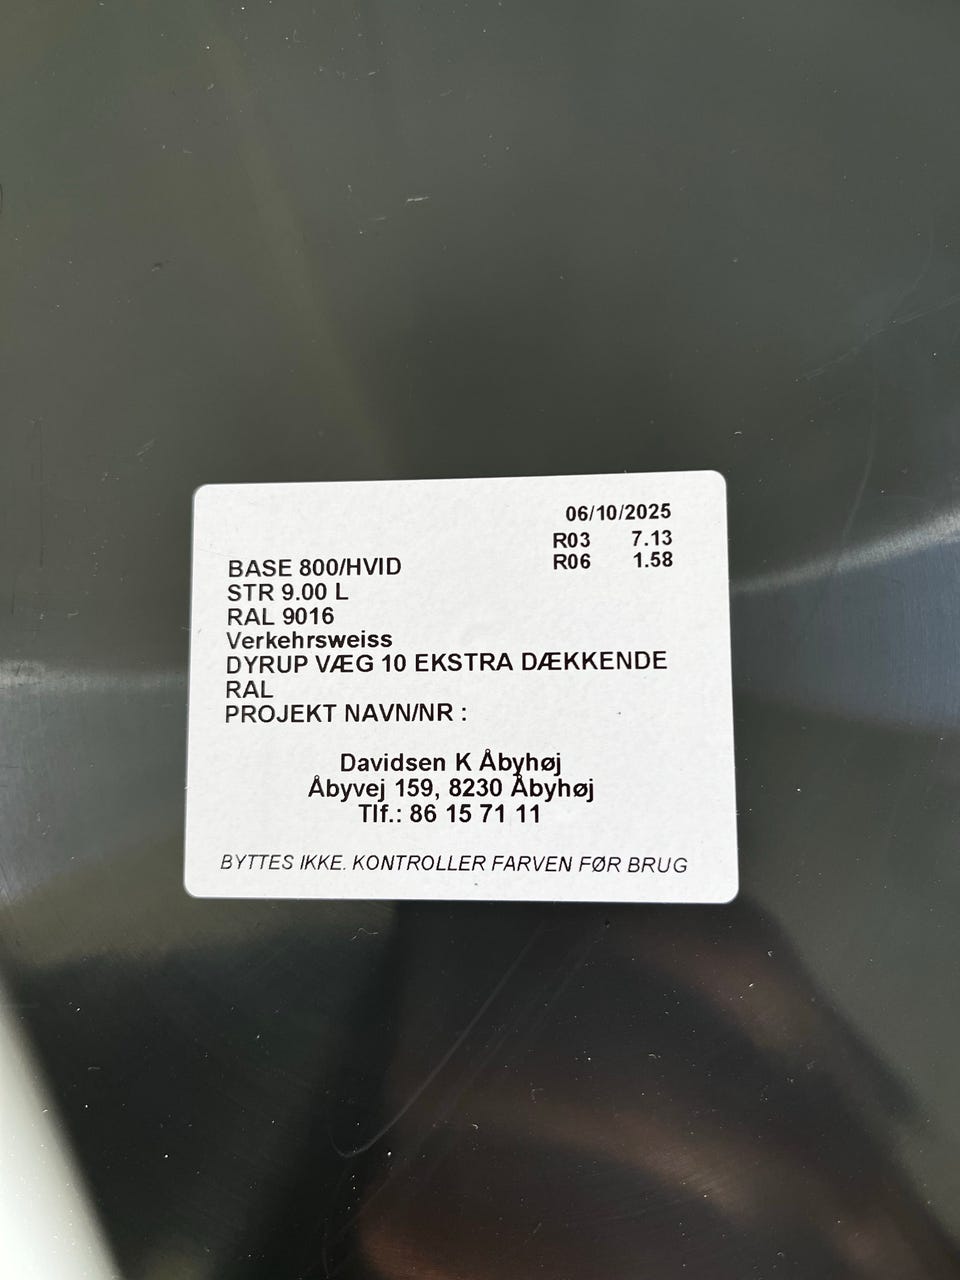 06/10/2025
R03 7.13
R06 1.58
BASE 800/HVID
STR 9.00 L
RAL 9016
Verkehrsweiss
DYRUP VÆG 10 EKSTRA DÆKKENDE
RAL
PROJEKT NAVN/NR :
Davidsen K Åbyhøj
Åbyvej 159, 8230 Åbyhøj
Tlf.: 86 15 71 11
BYTTES IKKE. KONTROLLER FARVEN FØR BRUG